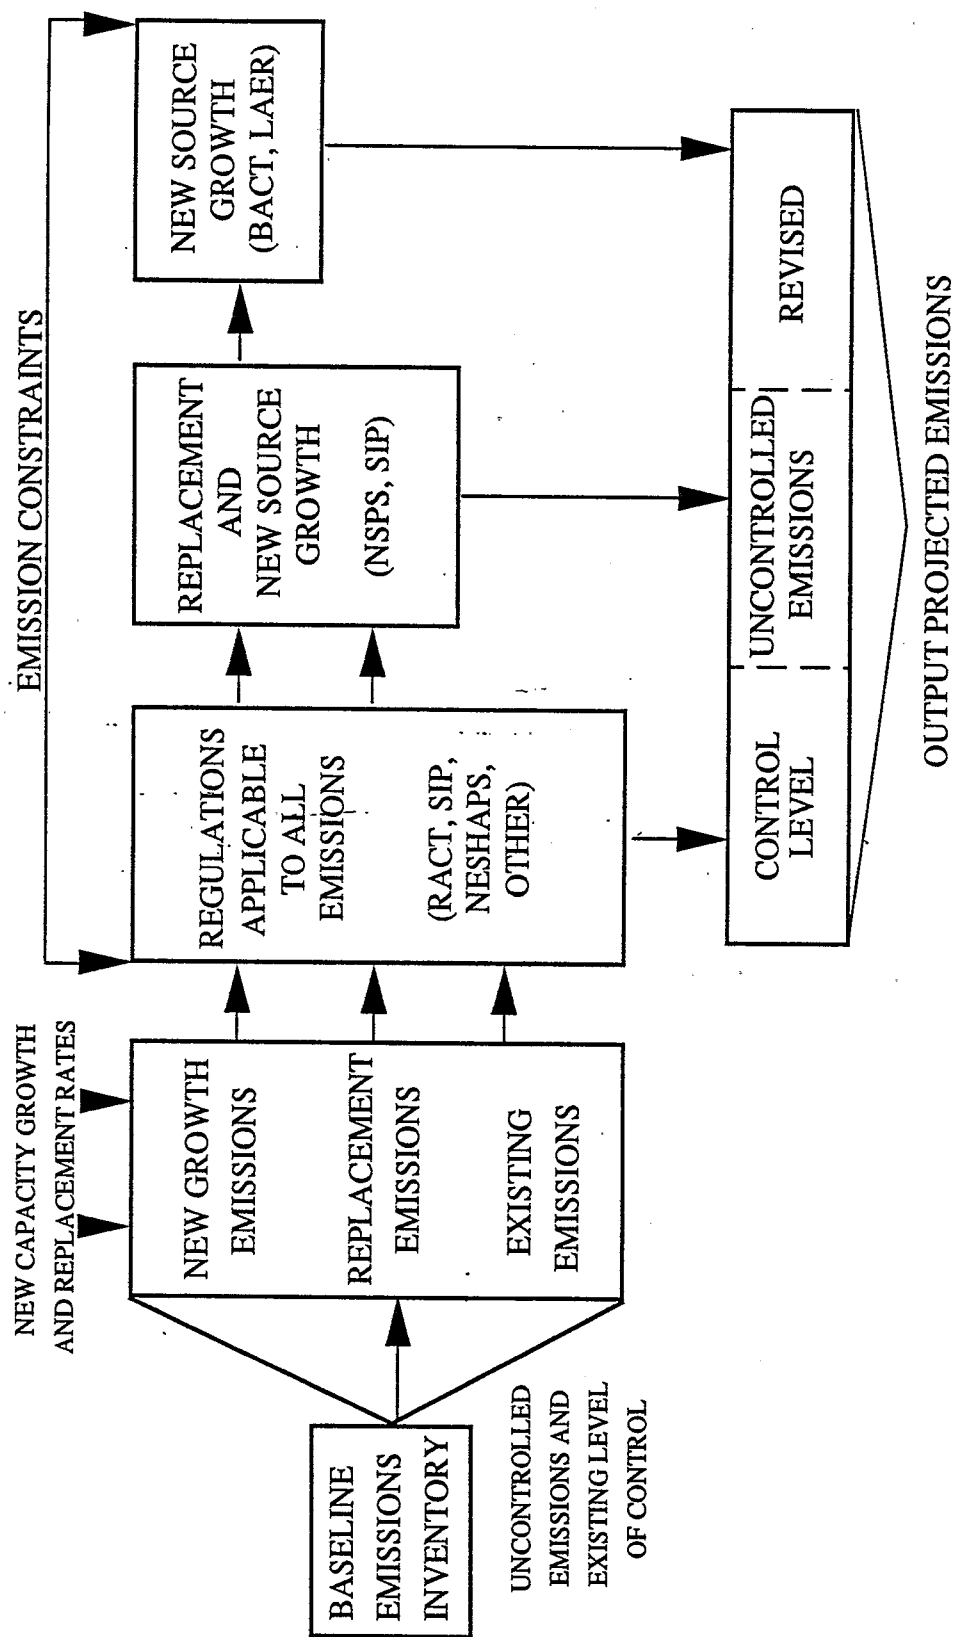 NEW CAPACITY GROWTH
AND REPLACEMENT RATES
EMISSION CONSTRAINTS
BASELINE
EMISSIONS
INVENTORY
UNCONTROLLED
EMISSIONS AND
EXISTING LEVEL
OF CONTROL
NEW GROWTH
EMISSIONS
REPLACEMENT
EMISSIONS
EXISTING
EMISSIONS
REGULATIONS
APPLICABLE
TO ALL
EMISSIONS
(RACT, SIP,
NESHAPS,
OTHER)
REPLACEMENT
AND
NEW SOURCE
GROWTH
(NSPS, SIP)
NEW SOURCE
GROWTH
(BACT, LAER)
CONTROL
LEVEL
UNCONTROLLED
EMISSIONS
REVISED
OUTPUT PROJECTED EMISSIONS